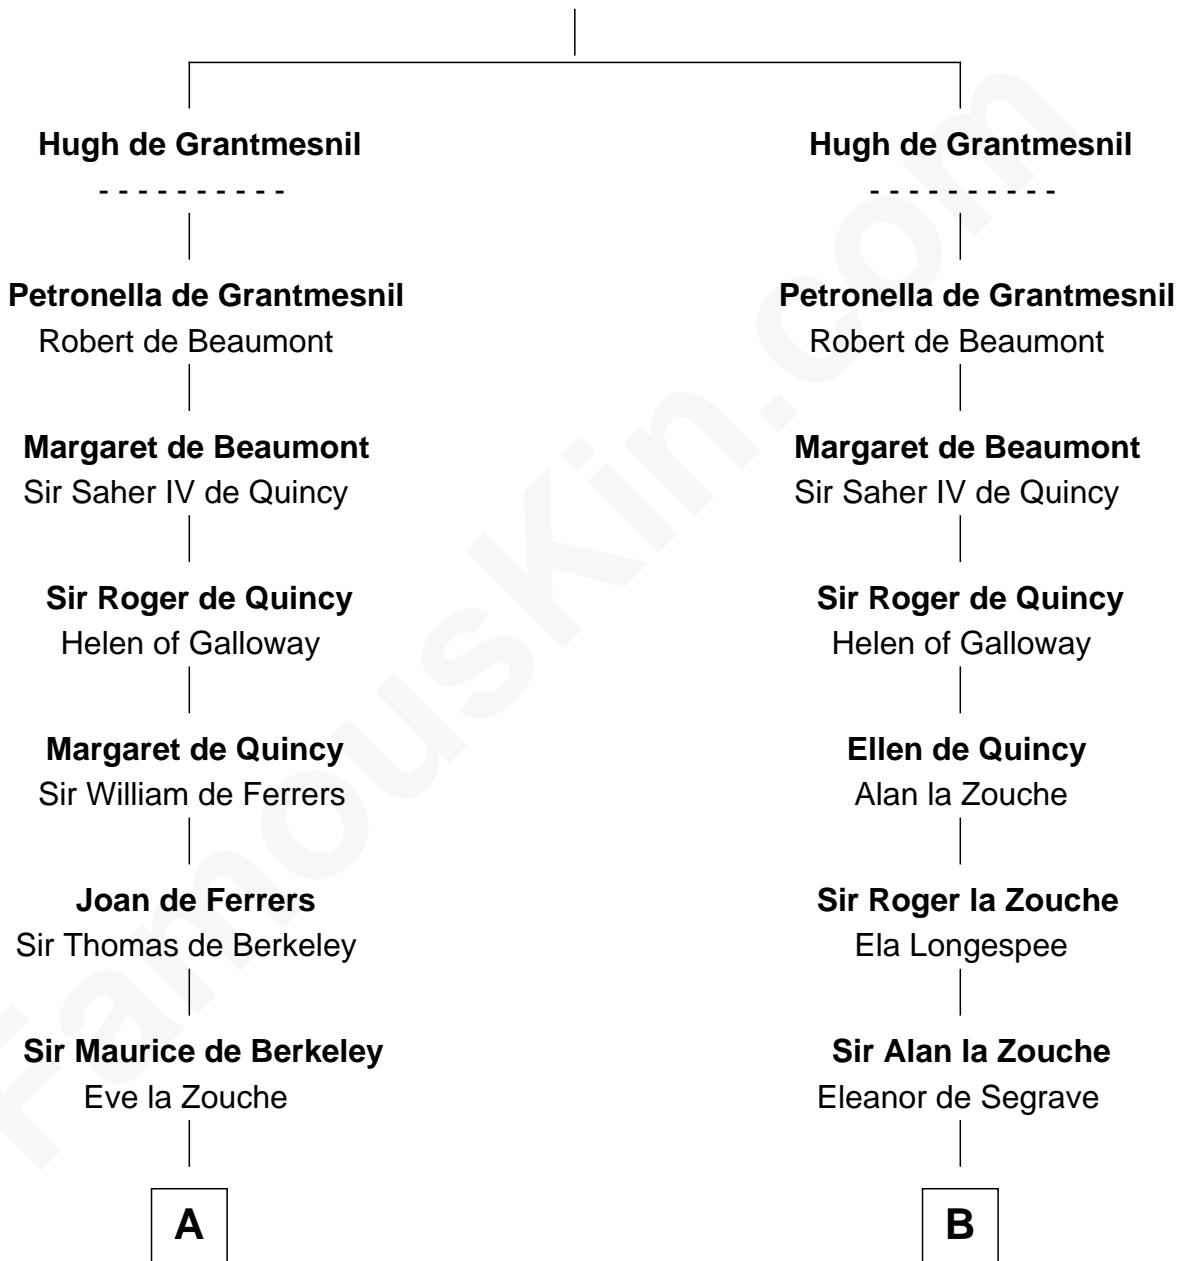 Hugh de Grantmesnil
- - - - - - - - - -
Petronella de Grantmesnil
Robert de Beaumont
Margaret de Beaumont
Sir Saher IV de Quincy
Sir Roger de Quincy
Helen of Galloway
Margaret de Quincy
Sir William de Ferrers
Joan de Ferrers
Sir Thomas de Berkeley
Sir Maurice de Berkeley
Eve la Zouche
A
Hugh de Grantmesnil
- - - - - - - - - -
Petronella de Grantmesnil
Robert de Beaumont
Margaret de Beaumont
Sir Saher IV de Quincy
Sir Roger de Quincy
Helen of Galloway
Ellen de Quincy
Alan la Zouche
Sir Roger la Zouche
Ela Longespee
Sir Alan la Zouche
Eleanor de Segrave
B
FamousKin.com